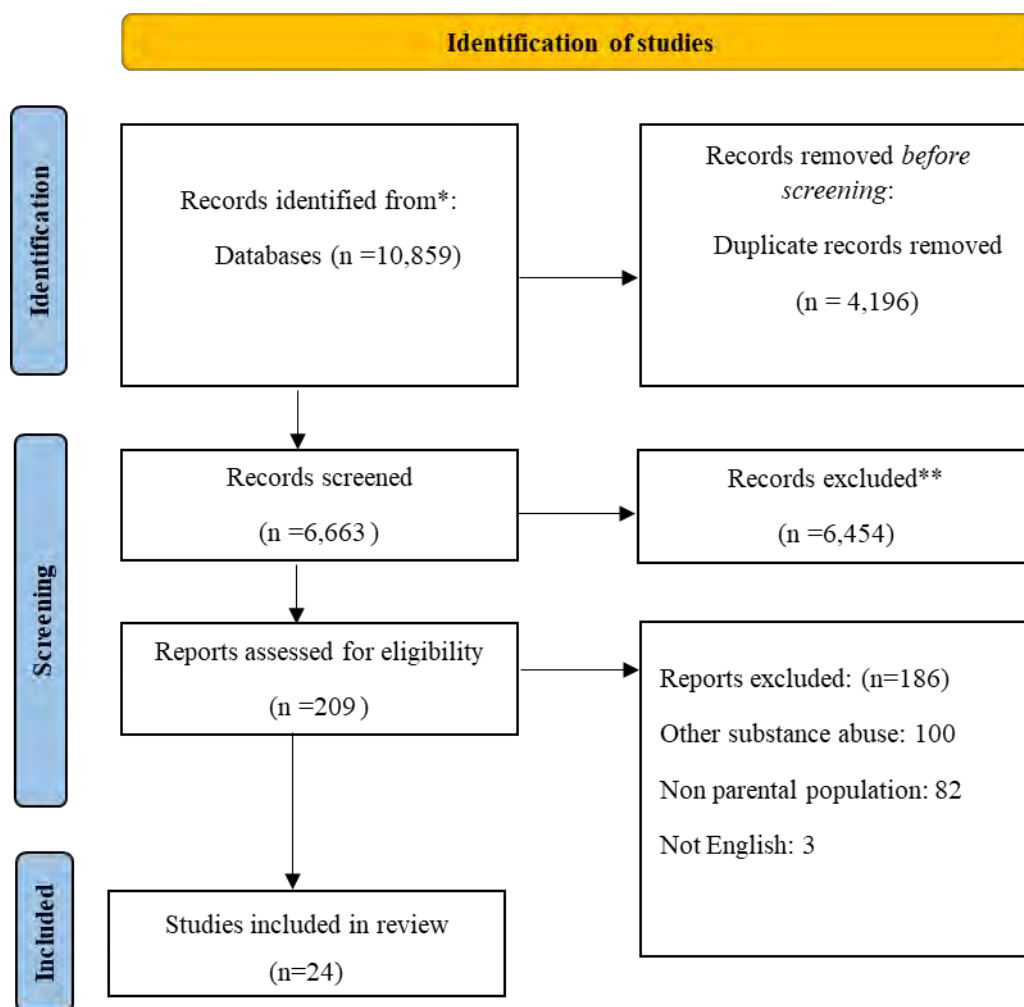 Identification of studies
Identification
Records identified from*:
Databases (n =10,859)
Records removed before
screening:
Duplicate records removed
(n = 4,196)
Screening
Records screened
(n =6,663 )
Records excluded**
(n =6,454)
Reports assessed for eligibility
(n =209 )
Reports excluded: (n=186)
Other substance abuse: 100
Non parental population: 82
Not English: 3
Included
Studies included in review
(n=24)